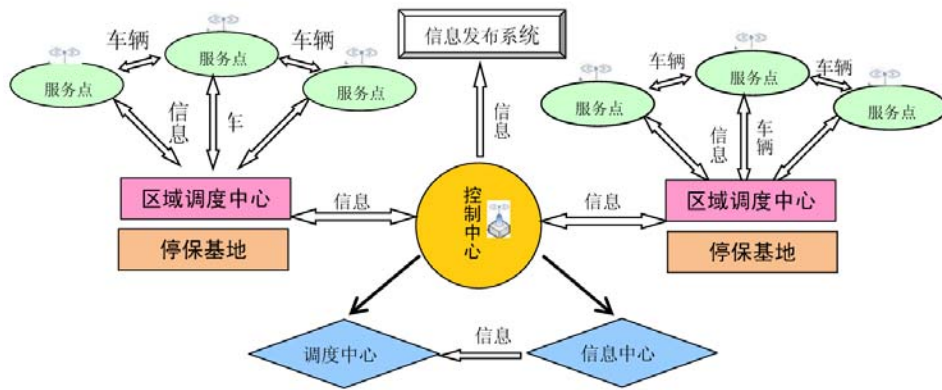 信息发布系统
车辆
车辆
服务点
服务点
服务点
信息
车
信息
车辆
车辆
服务点
服务点
服务点
信息
车辆
区域调度中心
停保基地
信息
控制中心
信息
区域调度中心
停保基地
调度中心
信息
信息中心